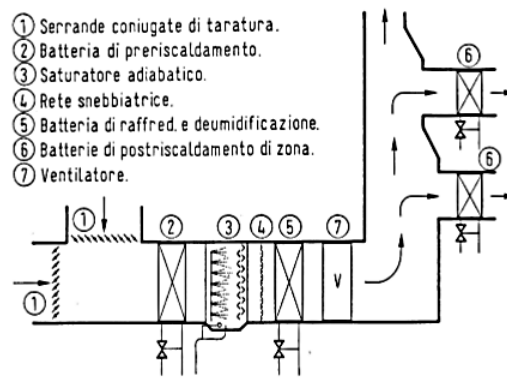 ① Serrande coniugate di taratura.
② Batteria di preriscaldamento.
③ Saturatore adiabatico.
④ Rete snebbiatrice.
⑤ Batteria di raffred. e deumidificazione.
⑥ Batterie di postriscaldamento di zona.
⑦ Ventilatore.
⑥
⑥
① ② ③ ④ ⑤ ⑦
①
V